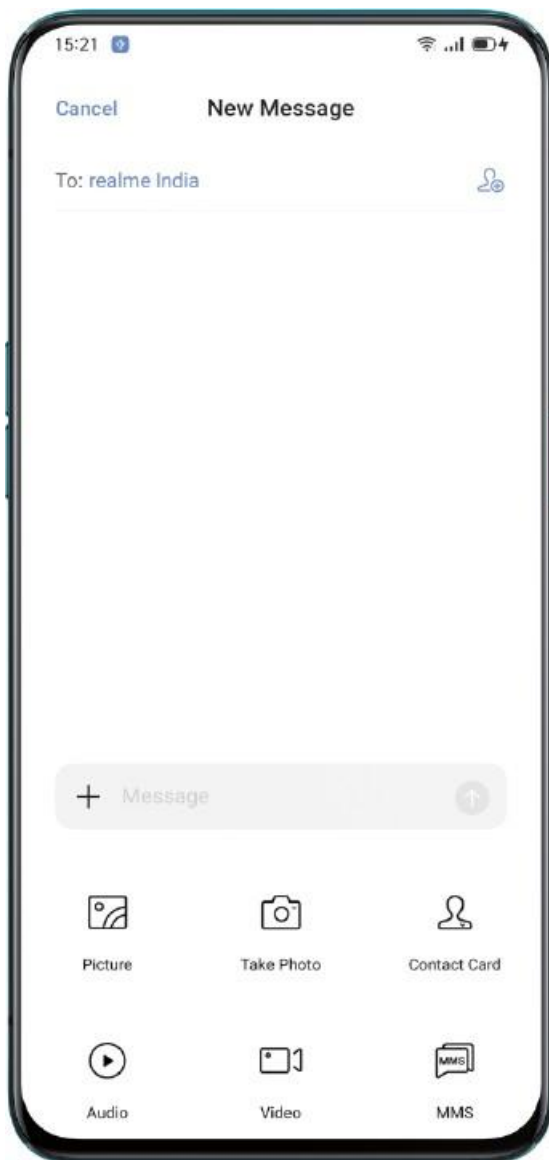 15:21
Cancel New Message
To: realme India
+ Message
Picture Take Photo Contact Card
MMS
Audio Video MMS